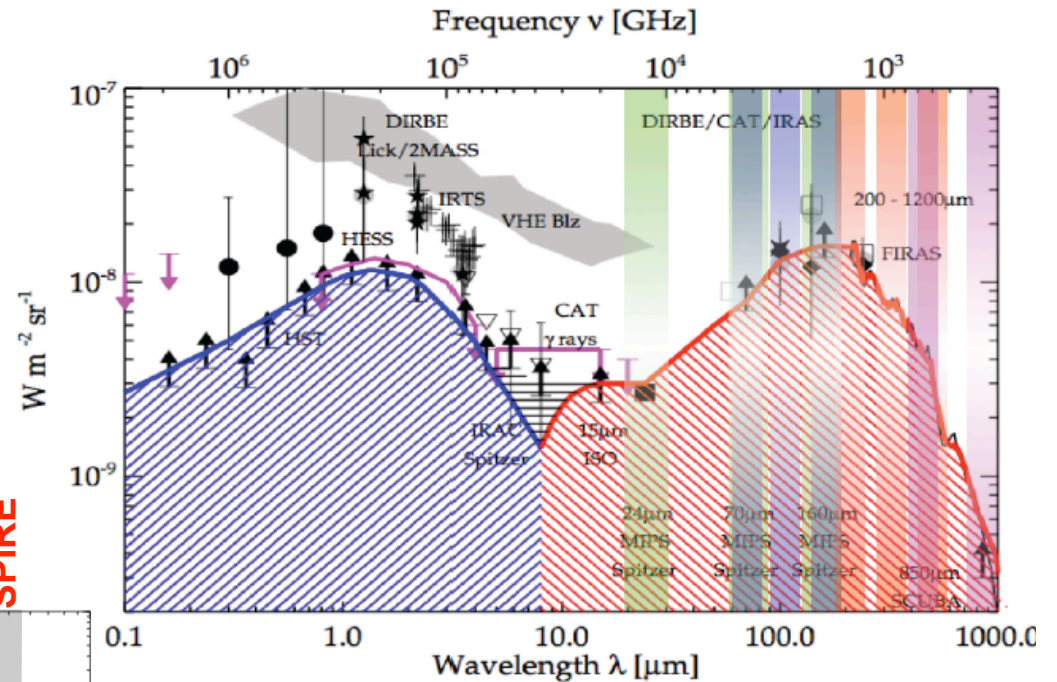 Frequency ν [GHz]
10⁶ 10⁵ 10⁴ 10³
10⁻⁷
DIRBE
Lick/2MASS
DIRBE/CAT/IRAS
IRTS
VHE Blz
200 - 1200μm
HESS
FIRAS
10⁻⁸
W m⁻² sr⁻¹
HST
CAT
γ rays
IRAC
Spitzer
15μm
ISO
10⁻⁹
24μm
MIPS
Spitzer
70μm
MIPS
Spitzer
160μm
MIPS
Spitzer
850μm
SCUBA
SPIRE
0.1 1.0 10.0 100.0 1000.0
Wavelength λ [μm]